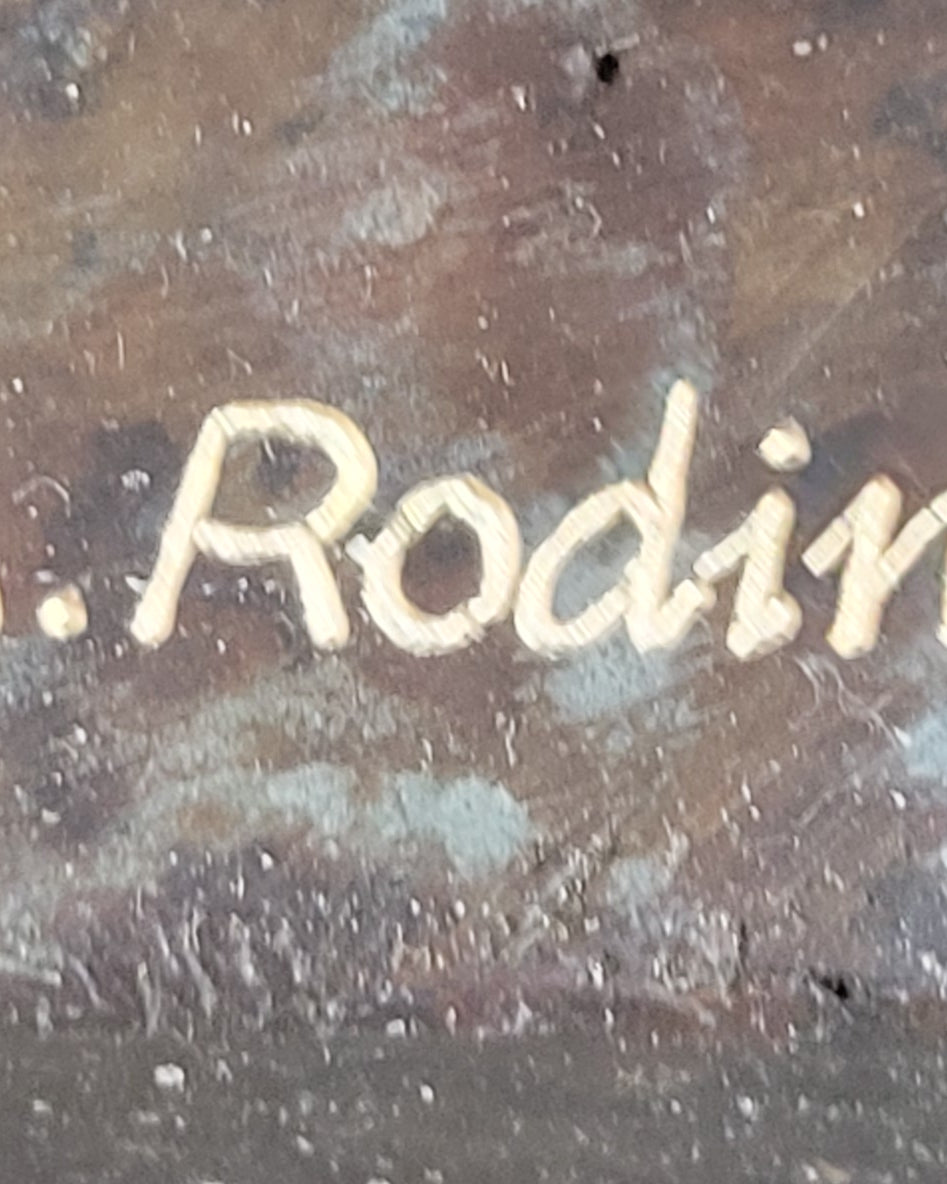 . Rodin